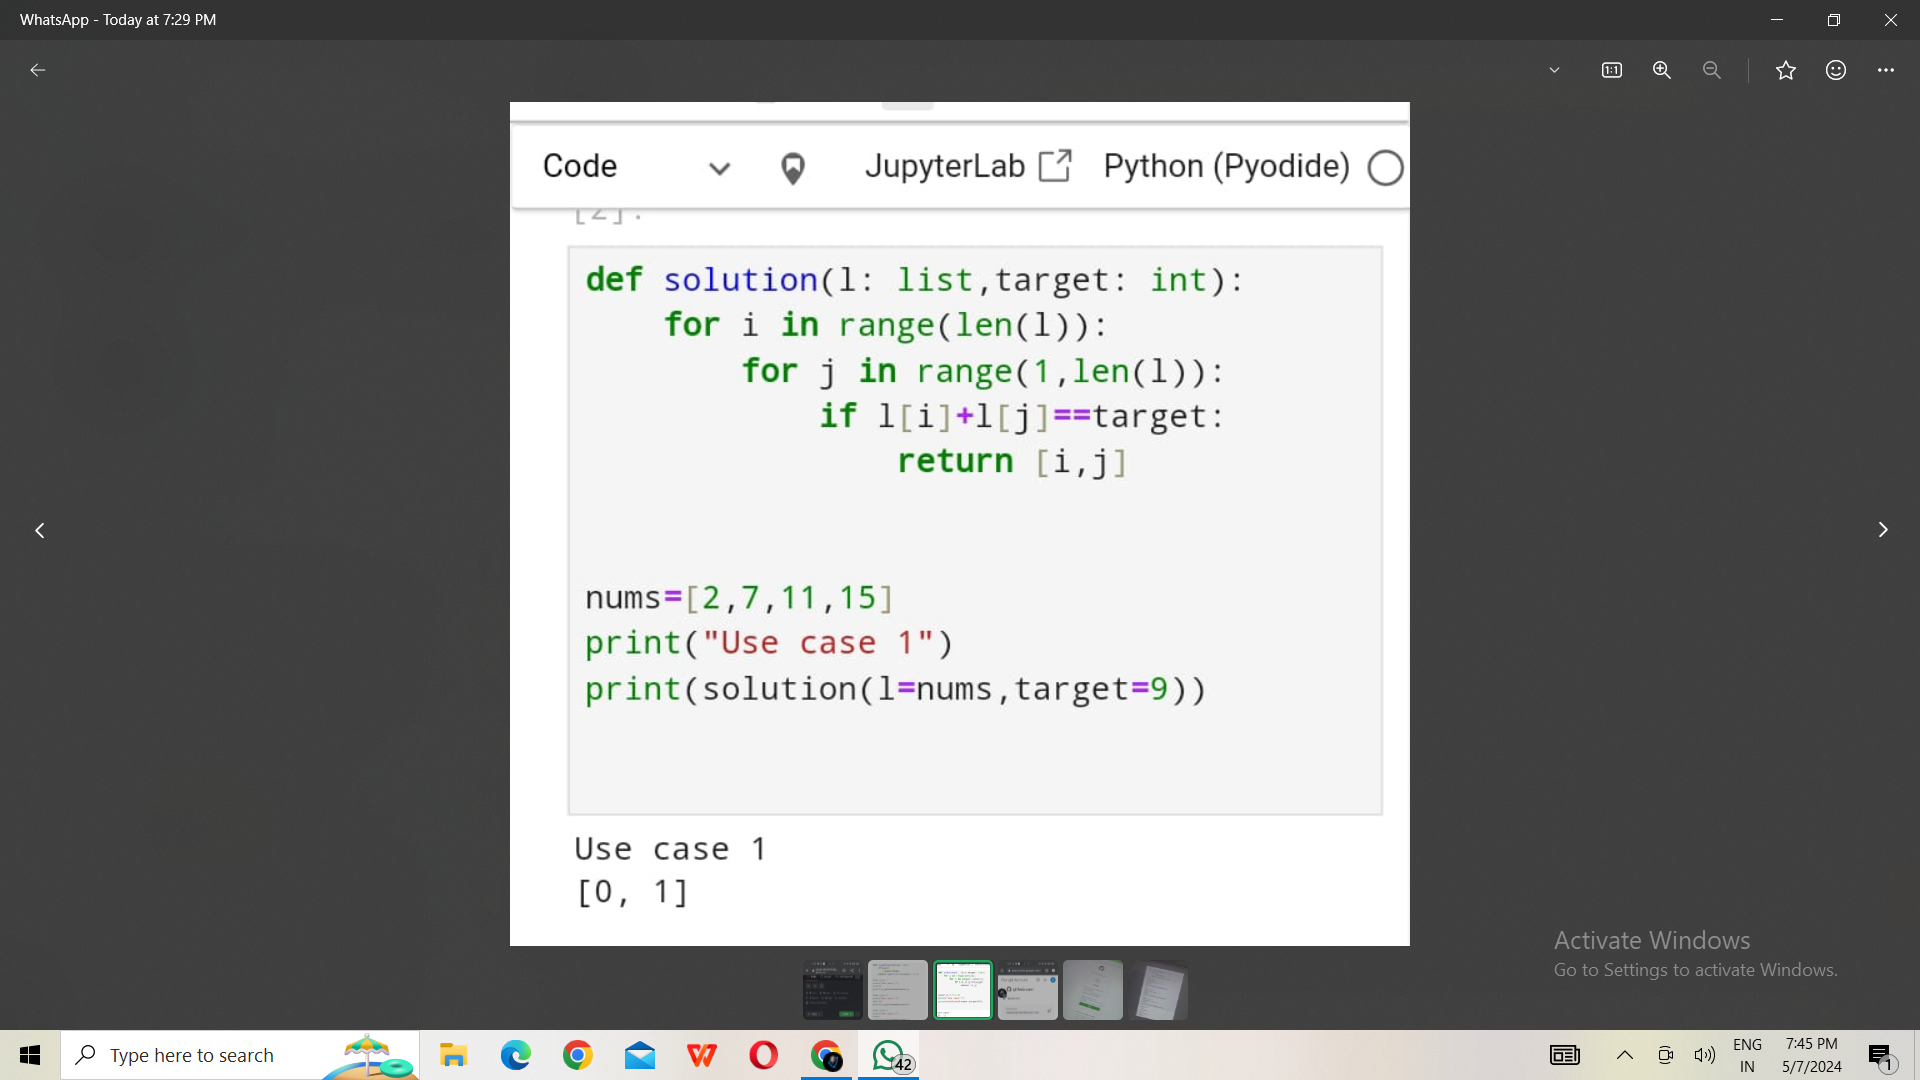 WhatsApp - Today at 7:29 PM
1:1
Code
JupyterLab
Python (Pyodide)
[2]:
def solution(l: list,target: int):
    for i in range(len(l)):
        for j in range(1,len(l)):
            if l[i]+l[j]==target:
                return [i,j]
nums=[2,7,11,15]
print("Use case 1")
print(solution(l=nums,target=9))
Use case 1
[0, 1]
Activate Windows
Go to Settings to activate Windows.
Type here to search
42
ENG
IN
7:45 PM
5/7/2024
1